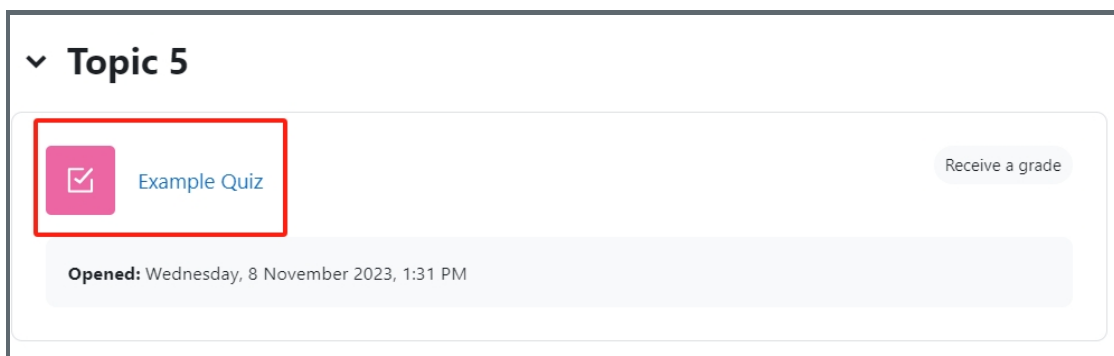 Topic 5
Example Quiz
Receive a grade
Opened: Wednesday, 8 November 2023, 1:31 PM